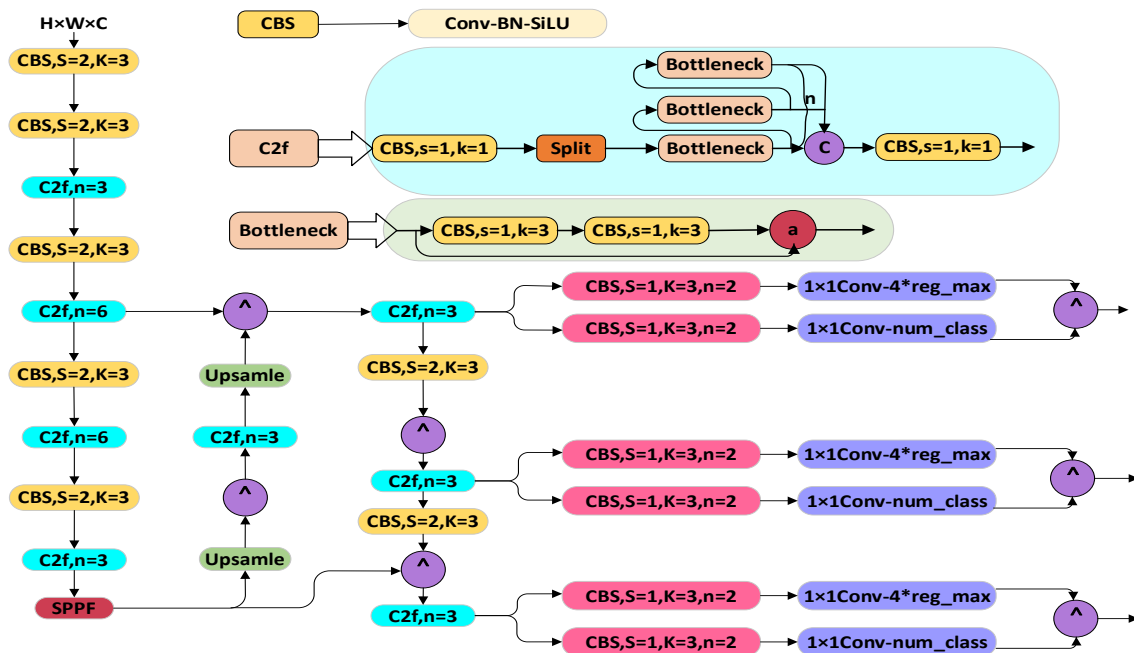 H×W×C
CBS,S=2,K=3
CBS,S=2,K=3
C2f,n=3
CBS,S=2,K=3
C2f,n=6
CBS,S=2,K=3
C2f,n=6
CBS,S=2,K=3
C2f,n=3
SPPF
CBS
Conv-BN-SiLU
C2f
CBS,s=1,k=1
Split
Bottleneck
Bottleneck
Bottleneck
n
C
CBS,s=1,k=1
Bottleneck
CBS,s=1,k=3
CBS,s=1,k=3
a
^
Upsamle
C2f,n=3
^
Upsamle
C2f,n=3
CBS,S=2,K=3
^
C2f,n=3
CBS,S=2,K=3
^
C2f,n=3
CBS,S=1,K=3,n=2
1×1Conv-4*reg_max
CBS,S=1,K=3,n=2
1×1Conv-num_class
^
CBS,S=1,K=3,n=2
1×1Conv-4*reg_max
CBS,S=1,K=3,n=2
1×1Conv-num_class
^
CBS,S=1,K=3,n=2
1×1Conv-4*reg_max
CBS,S=1,K=3,n=2
1×1Conv-num_class
^